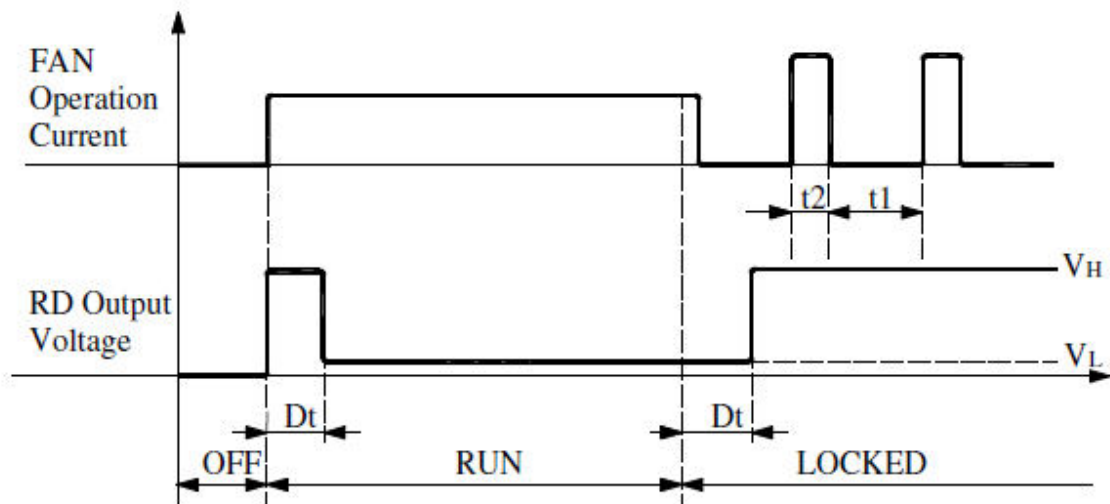 FAN
Operation
Current
t2
t1
RD Output
Voltage
VH
VL
Dt
Dt
OFF
RUN
LOCKED